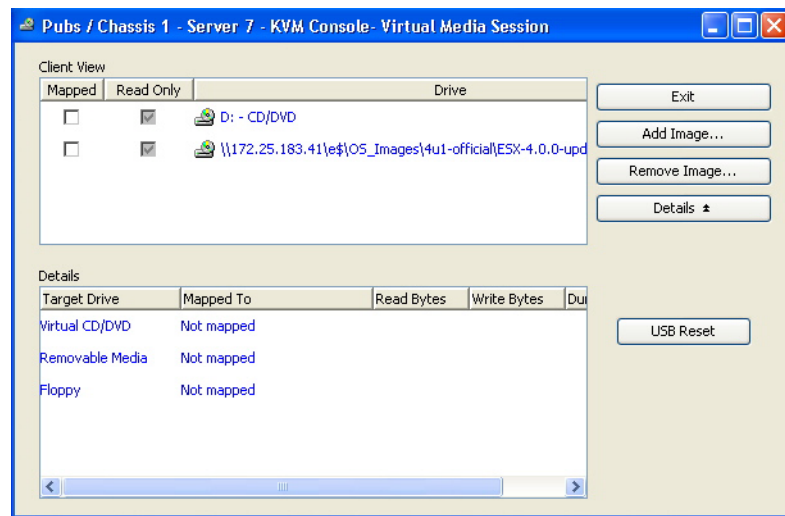 Pubs / Chassis 1 - Server 7 - KVM Console- Virtual Media Session
Client View
Mapped Read Only Drive
D: - CD/DVD
\\172.25.183.41\e$\OS_Images\4u1-official\ESX-4.0.0-upd
Exit
Add Image...
Remove Image...
Details
Details
Target Drive Mapped To Read Bytes Write Bytes Dur
Virtual CD/DVD Not mapped
Removable Media Not mapped
Floppy Not mapped
USB Reset